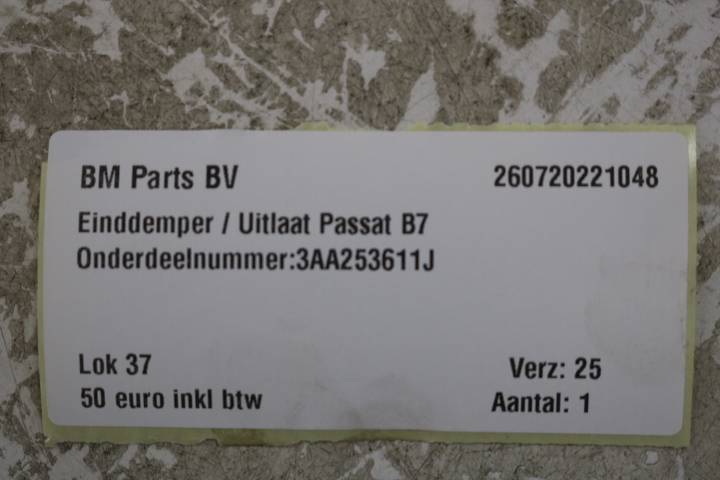 BM Parts BV 260720221048
Einddemper / Uitlaat Passat B7
Onderdeelnummer:3AA253611J
Lok 37 Verz: 25
50 euro inkl btw Aantal: 1